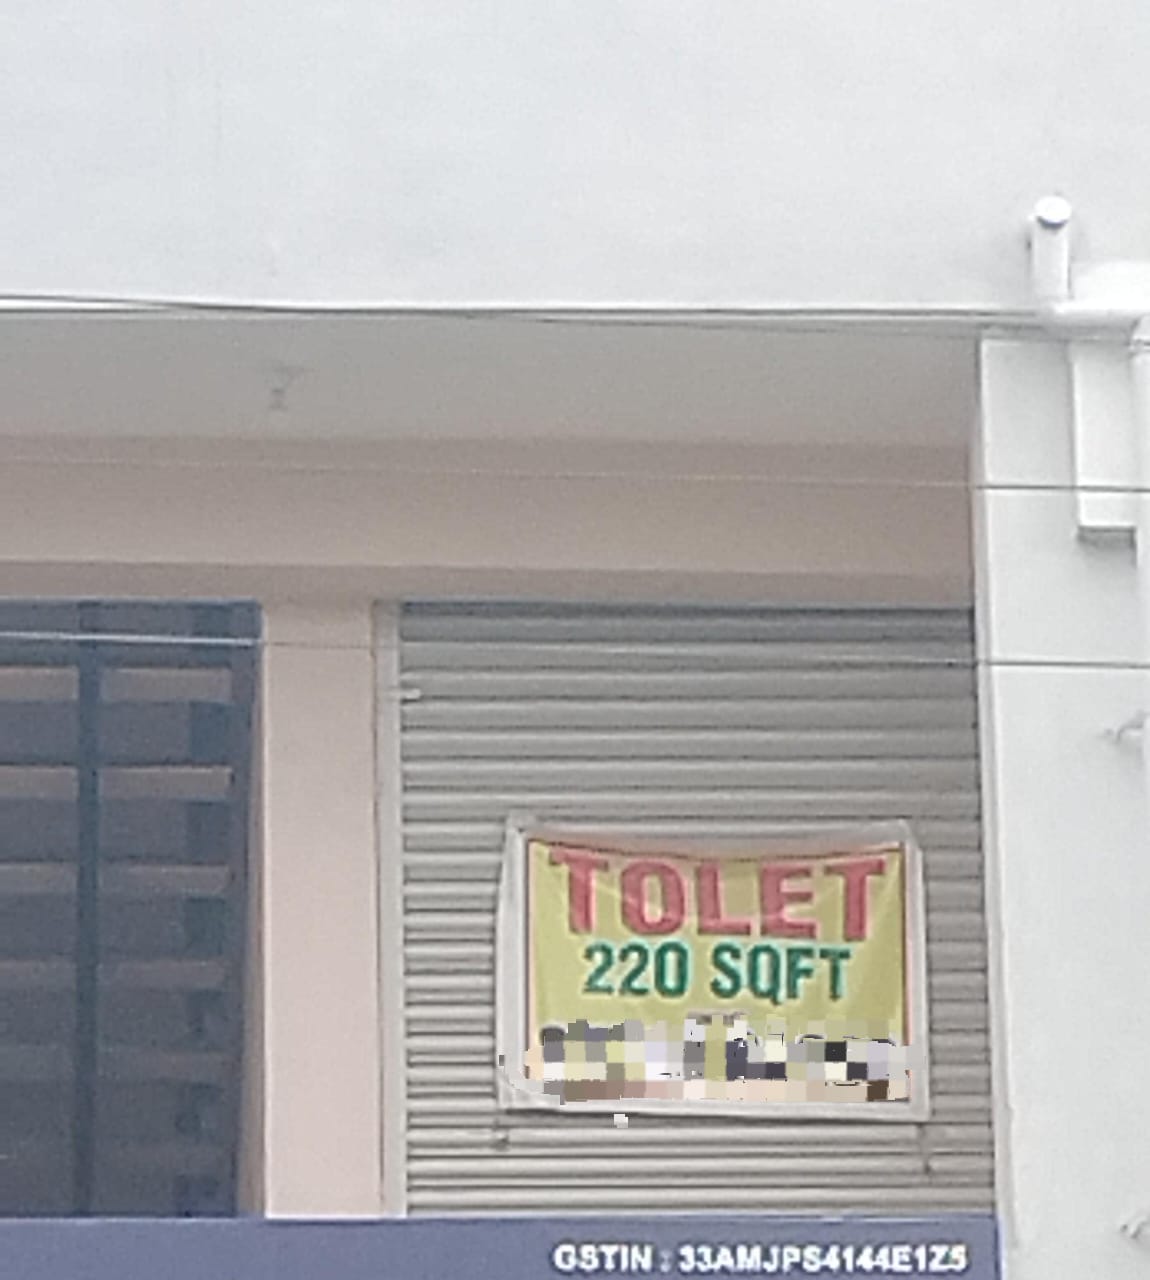 TOLET
220 SQFT
GSTIN : 33AMJPS4144E1Z5